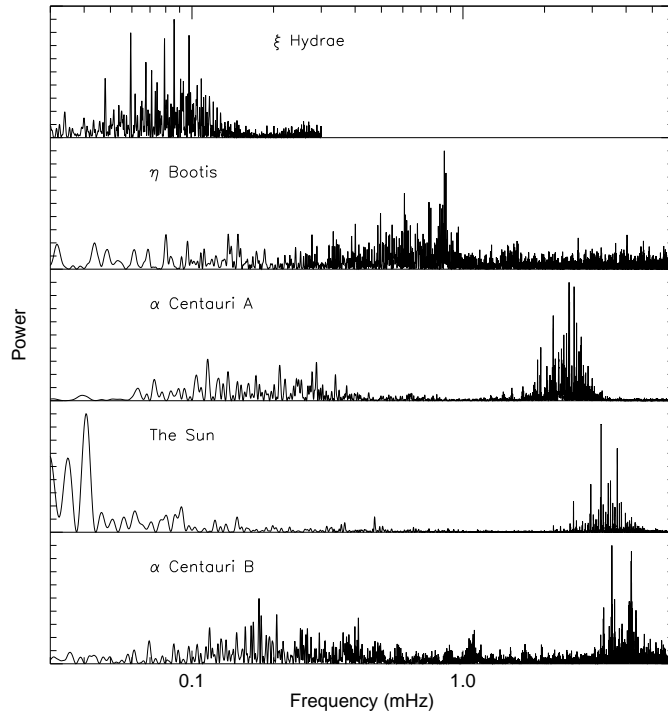 ξ Hydrae
η Bootis
α Centauri A
Power
The Sun
α Centauri B
0.1 1.0
Frequency (mHz)